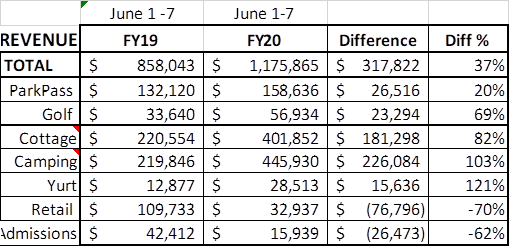 June 1 -7 June 1-7
REVENUE FY19 FY20 Difference Diff %
TOTAL $ 858,043 $ 1,175,865 $ 317,822 37%
ParkPass $ 132,120 $ 158,636 $ 26,516 20%
Golf $ 33,640 $ 56,934 $ 23,294 69%
Cottage $ 220,554 $ 401,852 $ 181,298 82%
Camping $ 219,846 $ 445,930 $ 226,084 103%
Yurt $ 12,877 $ 28,513 $ 15,636 121%
Retail $ 109,733 $ 32,937 $ (76,796) -70%
Admissions $ 42,412 $ 15,939 $ (26,473) -62%